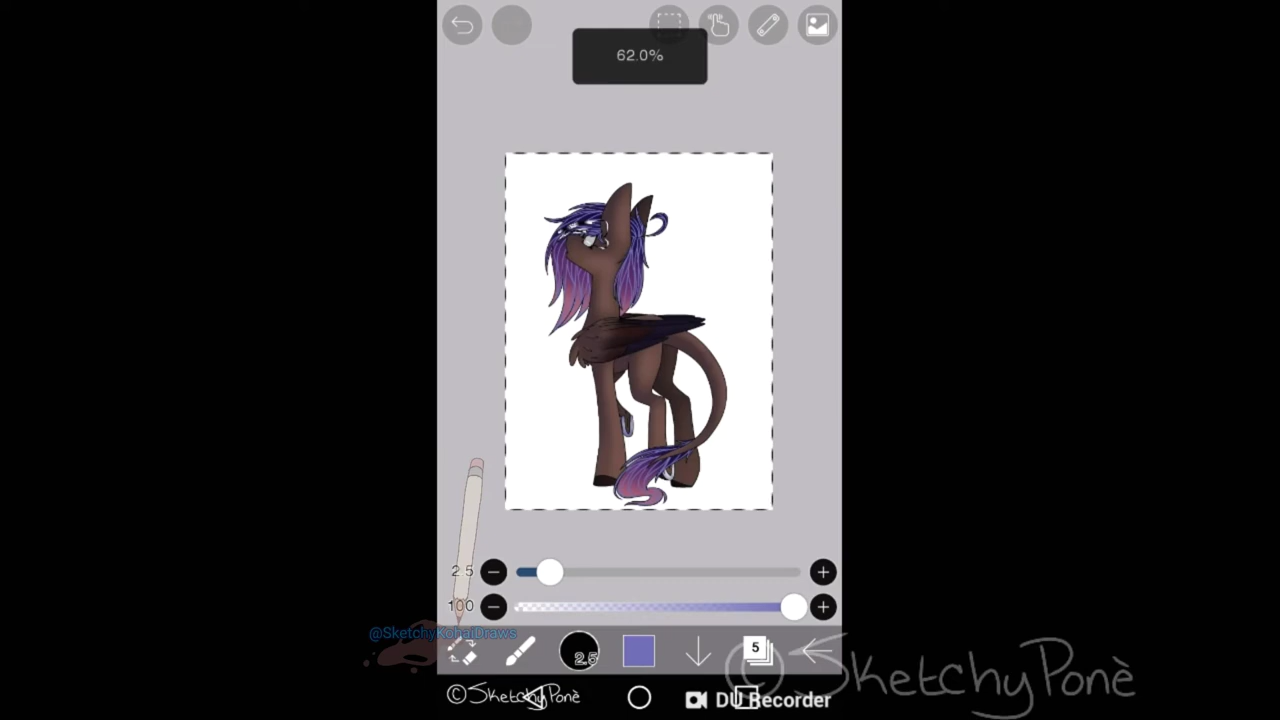 62.0%
2.5
100
@SketchyKohaiDraws
2.5
5
©SketchyPonè
©SketchyPonè
DU Recorder